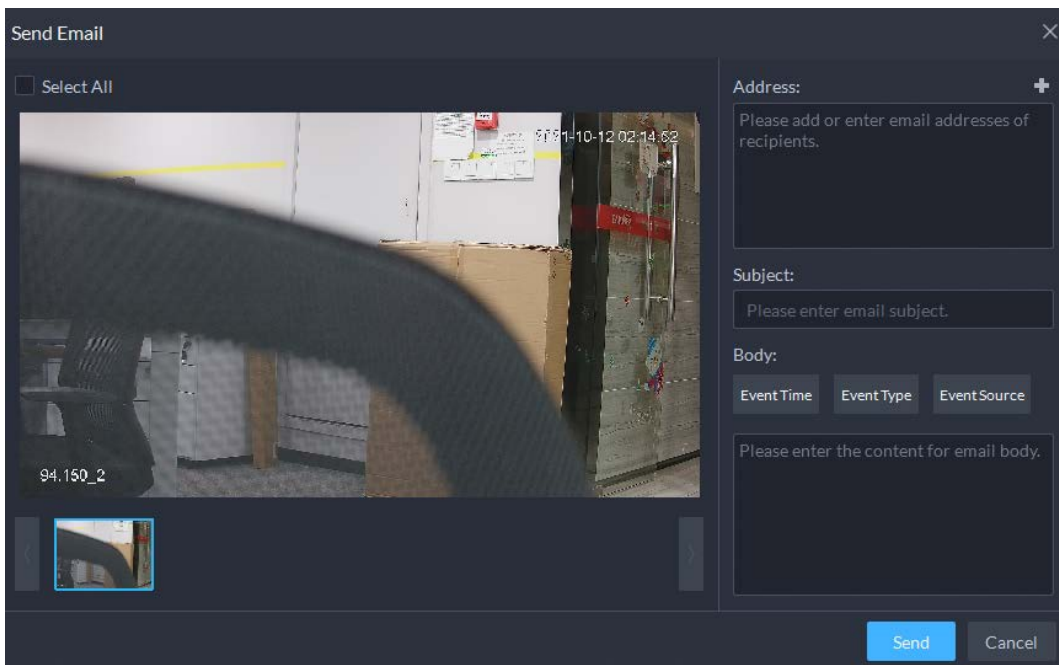 Send Email
Select All
2021-10-12 02:14:52
94.150_2
Address:
Please add or enter email addresses of
recipients.
Subject:
Please enter email subject.
Body:
Event Time
Event Type
Event Source
Please enter the content for email body.
Send
Cancel